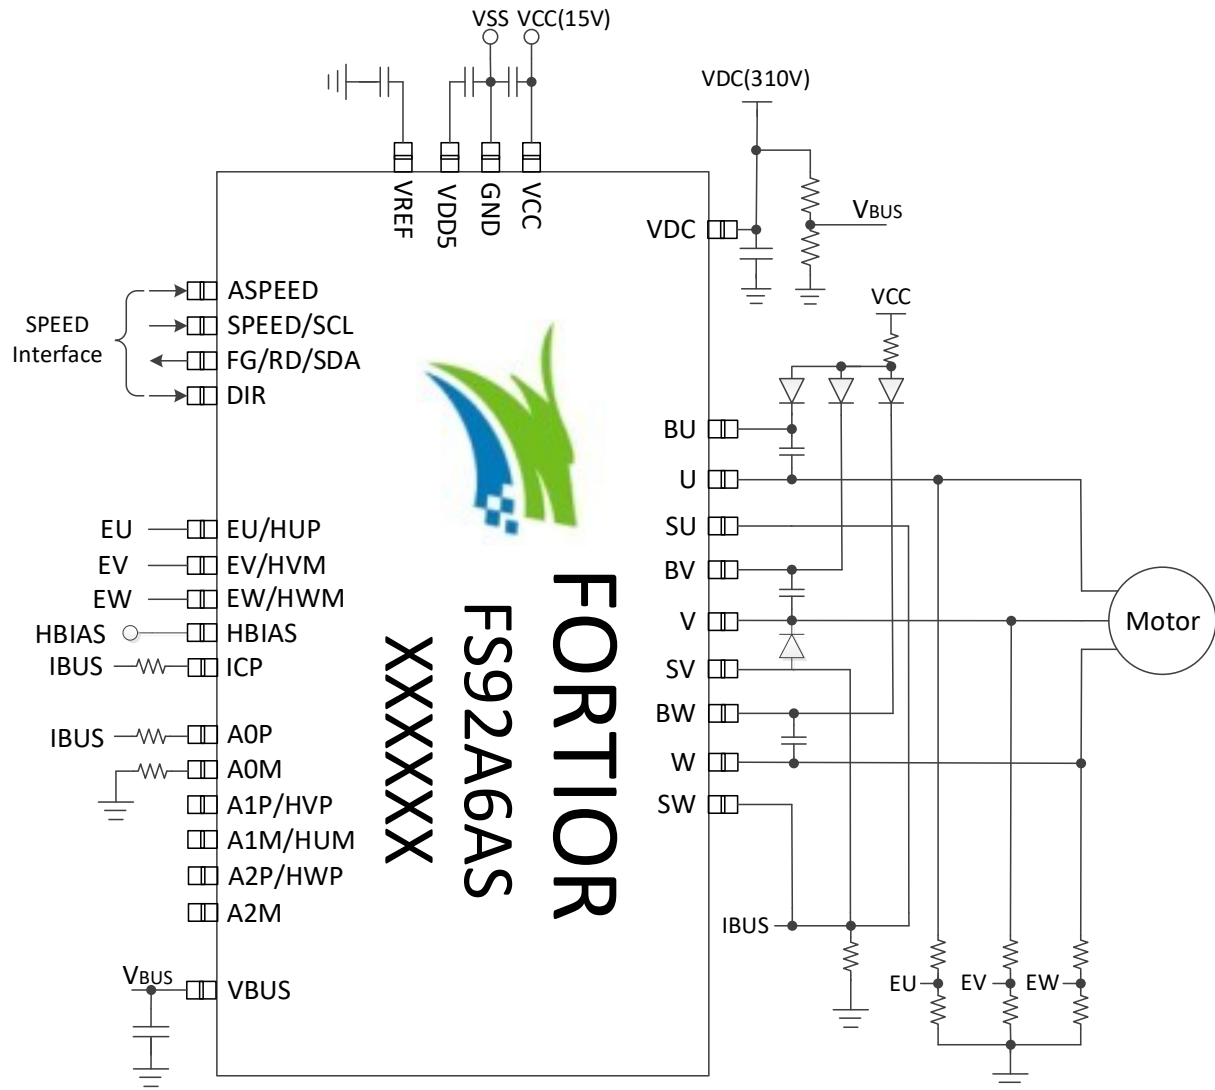 VSS VCC(15V)
VDC(310V)
VREF
VDD5
GND
VCC
VDC
VBUS
ASPEED
SPEED/SCL
FG/RD/SDA
DIR
SPEED
Interface
VCC
BU
U
SU
BV
V
SV
BW
W
SW
Motor
EU EU/HUP
EV EV/HVM
EW EW/HWM
HBIAS HBIAS
IBUS ICP
IBUS A0P
A0M
A1P/HVP
A1M/HUM
A2P/HWP
A2M
VBUS VBUS
FORTIOR
FS92A6AS
XXXXXXX
IBUS
EU EV EW